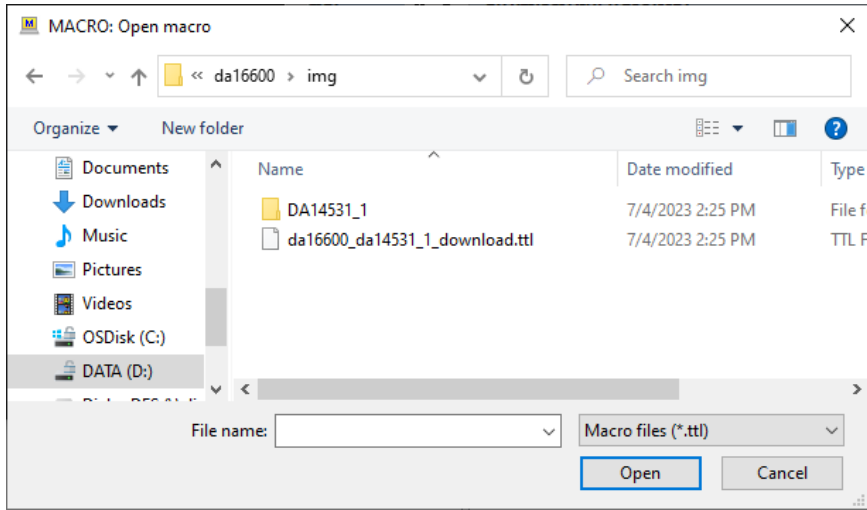 MACRO: Open macro
« da16600 > img
Search img
Organize
New folder
Name
Date modified
Type
Documents
Downloads
Music
Pictures
Videos
OSDisk (C:)
DATA (D:)
DA14531_1 7/4/2023 2:25 PM File f
da16600_da14531_1_download.ttl 7/4/2023 2:25 PM TTL F
File name:
Macro files (*.ttl)
Open
Cancel